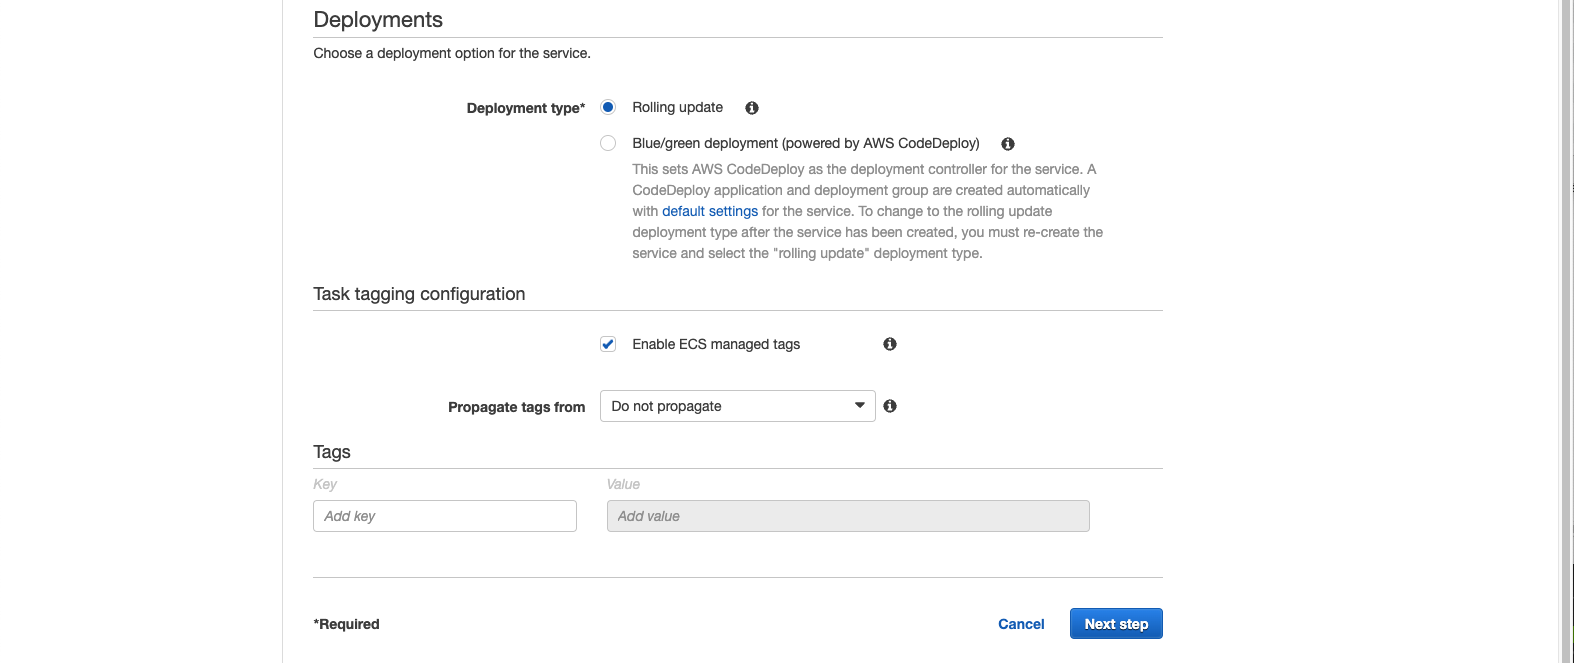 Deployments
Choose a deployment option for the service.
Deployment type* Rolling update
Blue/green deployment (powered by AWS CodeDeploy)
This sets AWS CodeDeploy as the deployment controller for the service. A
CodeDeploy application and deployment group are created automatically
with default settings for the service. To change to the rolling update
deployment type after the service has been created, you must re-create the
service and select the "rolling update" deployment type.
Task tagging configuration
Enable ECS managed tags
Propagate tags from Do not propagate
Tags
Key Value
Add key Add value
*Required Cancel Next step